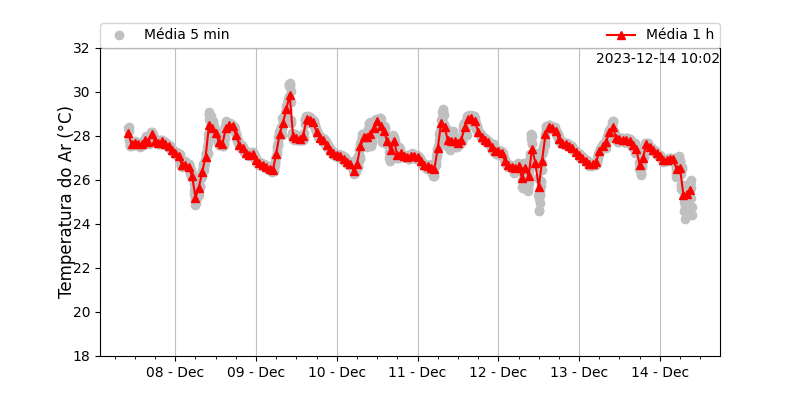 Média 5 min
Média 1 h
2023-12-14 10:02
Temperatura do Ar (°C)
32
30
28
26
24
22
20
18
08 - Dec
09 - Dec
10 - Dec
11 - Dec
12 - Dec
13 - Dec
14 - Dec